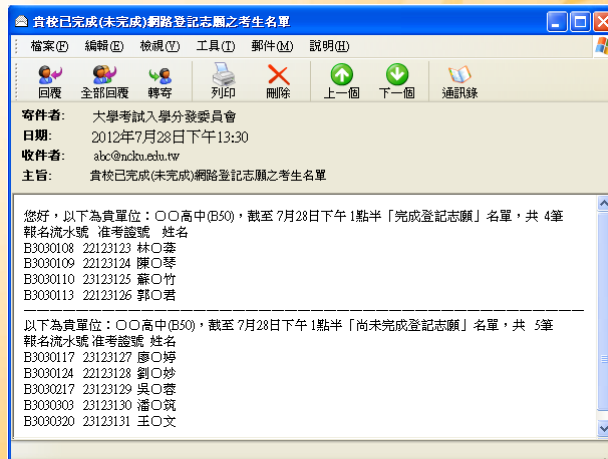 貴校已完成(未完成)網路登記志願之考生名單
檔案(F) 編輯(E) 檢視(V) 工具(T) 郵件(M) 說明(H)
回覆 全部回覆 轉寄 列印 刪除 上一個 下一個 通訊錄
寄件者: 大學考試入學分發委員會
日期: 2012年7月28日下午13:30
收件者: abc@ncku.edu.tw
主旨: 貴校已完成(未完成)網路登記志願之考生名單
您好，以下為貴單位：○○高中(B50)，截至 7月28日下午 1點半「完成登記志願」名單，共 4筆
報名流水號 准考證號 姓名
B3030108 22123123 林○蓁
B3030109 22123124 陳○琴
B3030110 23123125 蘇○竹
B3030113 22123126 郭○君
以下為貴單位：○○高中(B50)，截至 7月28日下午 1點半「尚未完成登記志願」名單，共 5筆
報名流水號 准考證號 姓名
B3030117 23123127 廖○婷
B3030124 22123128 劉○妙
B3030217 23123129 吳○蓉
B3030303 23123130 潘○筑
B3030320 23123131 王○文